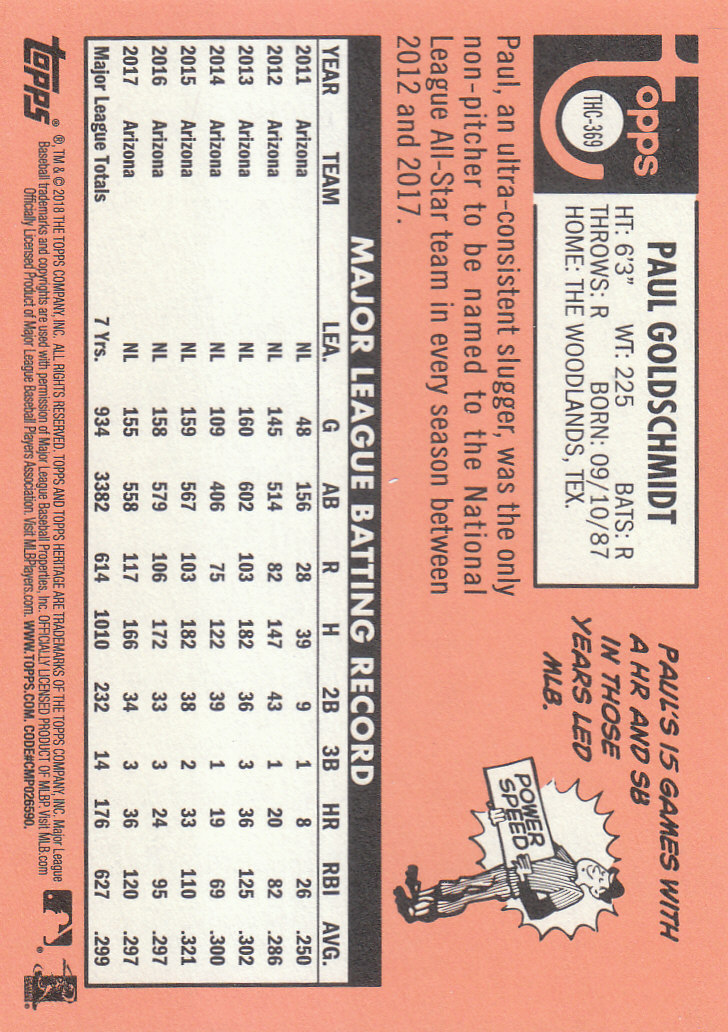 topps
THC-369
PAUL GOLDSCHMIDT
HT: 6'3" WT: 225 BATS: R
THROWS: R BORN: 09/10/87
HOME: THE WOODLANDS, TEX.
PAUL'S 15 GAMES WITH
A HR AND SB
IN THOSE
YEARS LED
MLB.
POWER
SPEED
Paul, an ultra-consistent slugger, was the only
non-pitcher to be named to the National
League All-Star team in every season between
2012 and 2017.
MAJOR LEAGUE BATTING RECORD
YEAR TEAM LEA. G AB R H 2B 3B HR RBI AVG.
2011 Arizona NL 48 156 28 39 9 1 8 26 .250
2012 Arizona NL 145 514 82 147 43 1 20 82 .286
2013 Arizona NL 160 602 103 182 36 3 36 125 .302
2014 Arizona NL 109 406 75 122 39 1 19 69 .300
2015 Arizona NL 159 567 103 182 38 2 33 110 .321
2016 Arizona NL 158 579 106 172 33 3 24 95 .297
2017 Arizona NL 155 558 117 166 34 3 36 120 .297
Major League Totals 7 Yrs. 934 3382 614 1010 232 14 176 627 .299
topps®
®, TM & © 2018 THE TOPPS COMPANY, INC. ALL RIGHTS RESERVED. TOPPS AND TOPPS HERITAGE ARE TRADEMARKS OF THE TOPPS COMPANY, INC. Major League
Baseball trademarks and copyrights are used with permission of Major League Baseball Properties, Inc. OFFICIALLY LICENSED PRODUCT OF MLBP Visit MLB.com
Officially Licensed Product of Major League Baseball Players Association. Visit MLBPlayers.com. WWW.TOPPS.COM. CODE#CMP026590.